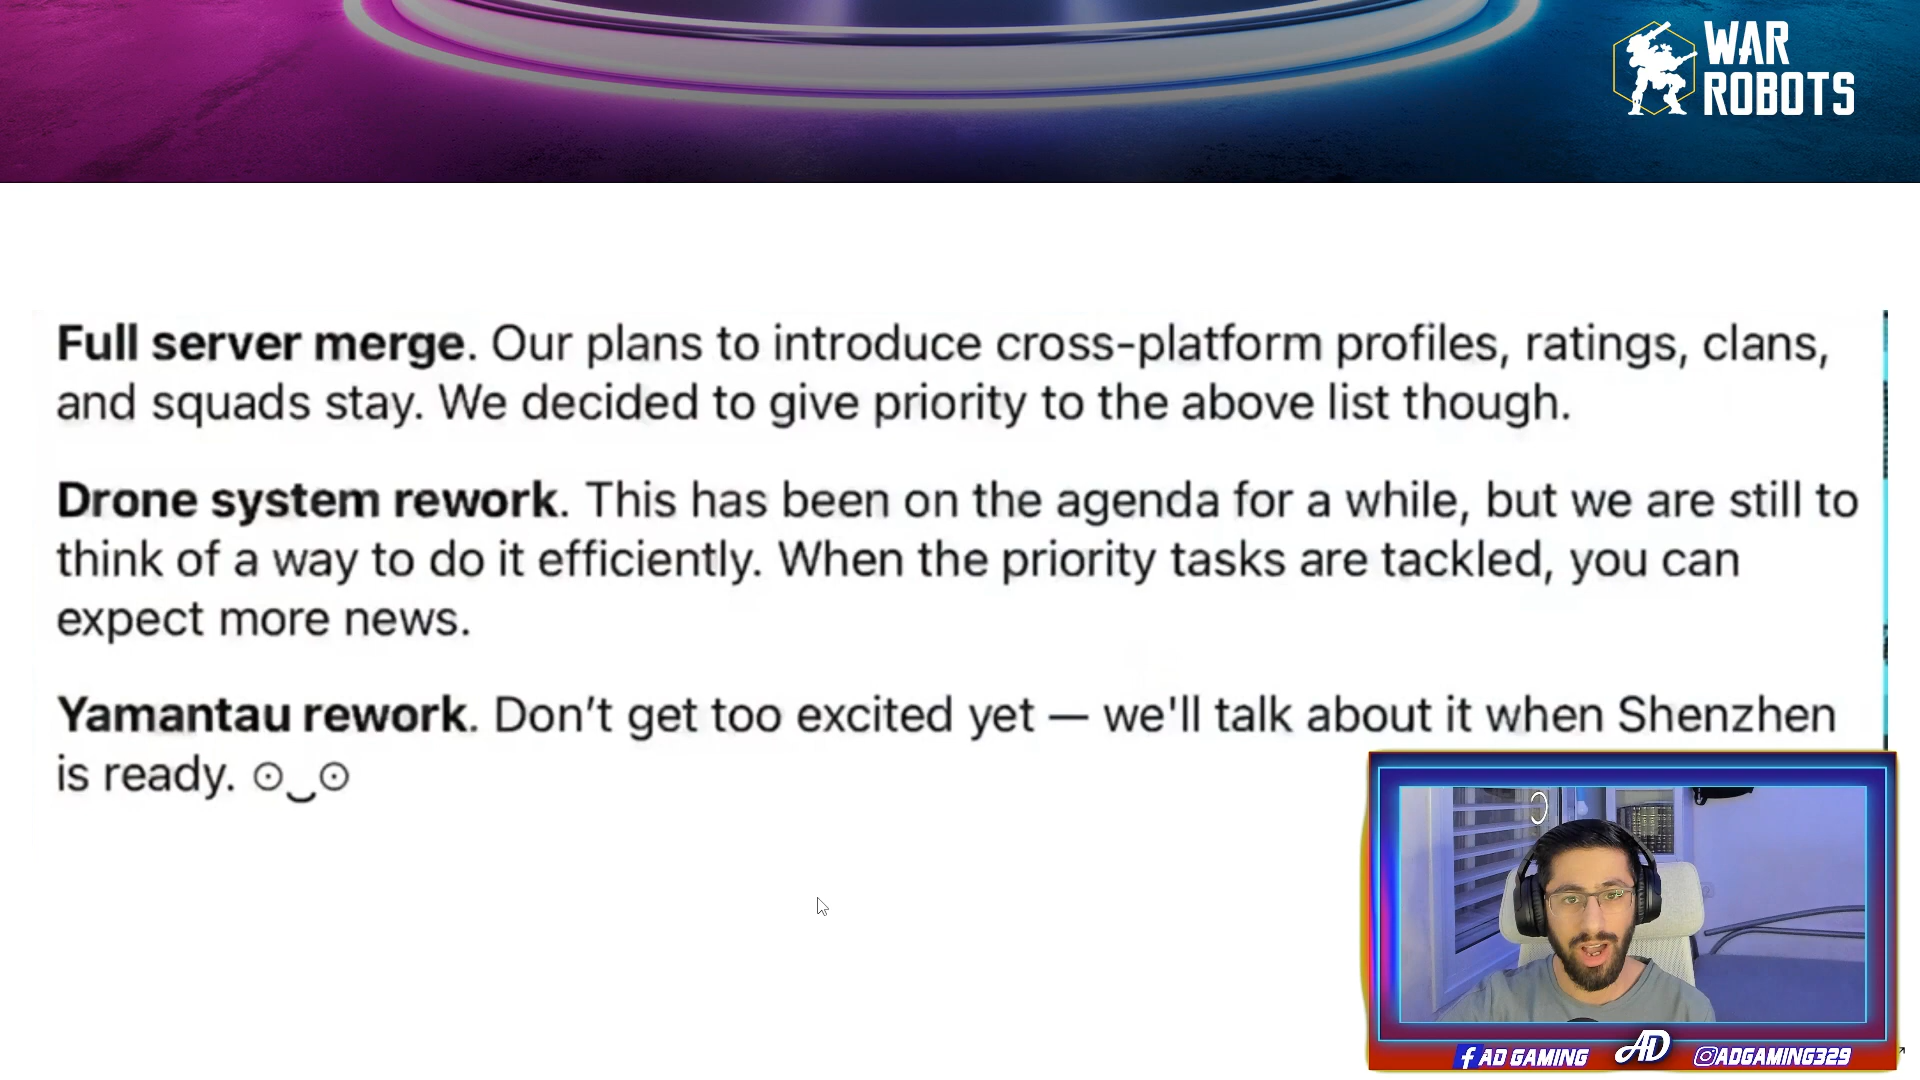 WAR
ROBOTS
Full server merge. Our plans to introduce cross-platform profiles, ratings, clans,
and squads stay. We decided to give priority to the above list though.
Drone system rework. This has been on the agenda for a while, but we are still to
think of a way to do it efficiently. When the priority tasks are tackled, you can
expect more news.
Yamantau rework. Don’t get too excited yet — we'll talk about it when Shenzhen
is ready. ⊙‿⊙
f AD GAMING AD @ADGAMING329